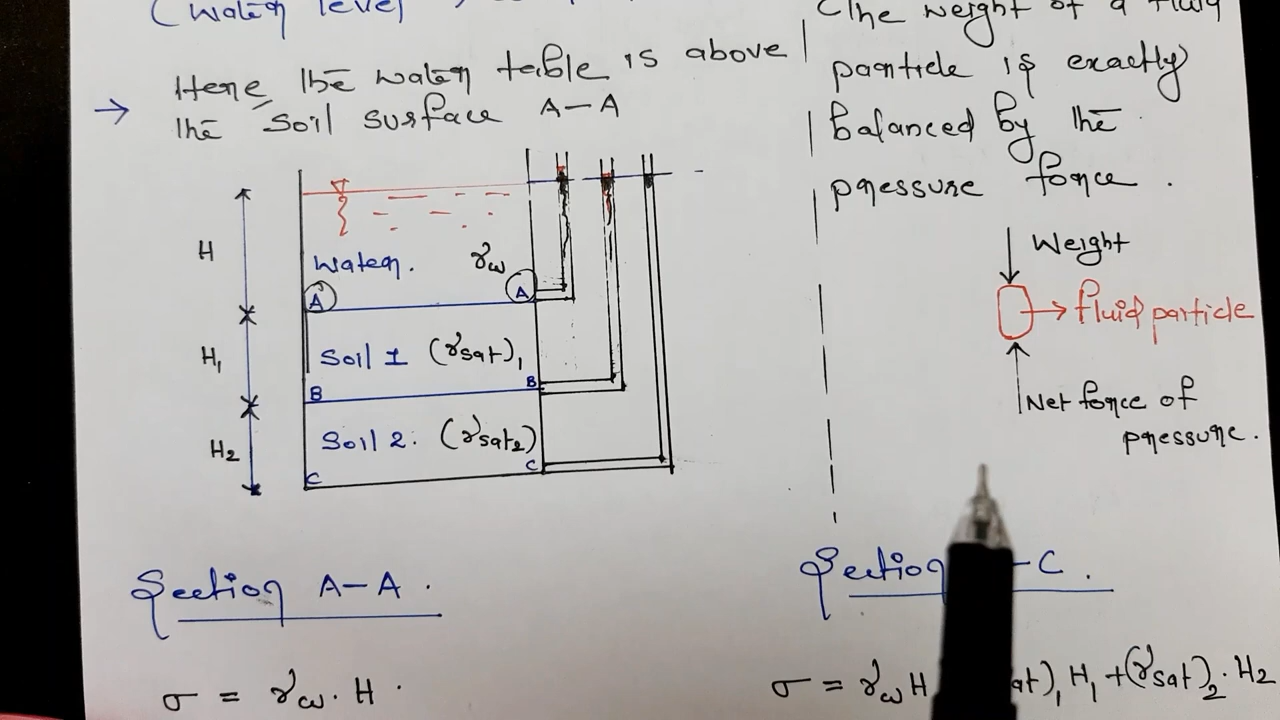 (Water level
Here, the water table is above
→ the soil surface A-A
H
Water. γw
A A
H₁
Soil 1 (γsat)₁
B B
H₂
Soil 2. (γsat₂)
C C
Section A-A.
σ = γw. H.
(The weight of a fluid
particle is exactly
balanced by the
pressure force.
Weight
fluid particle
Net force of
pressure.
Section -C.
σ = γw H at)₁ H₁ + (γsat)₂. H₂